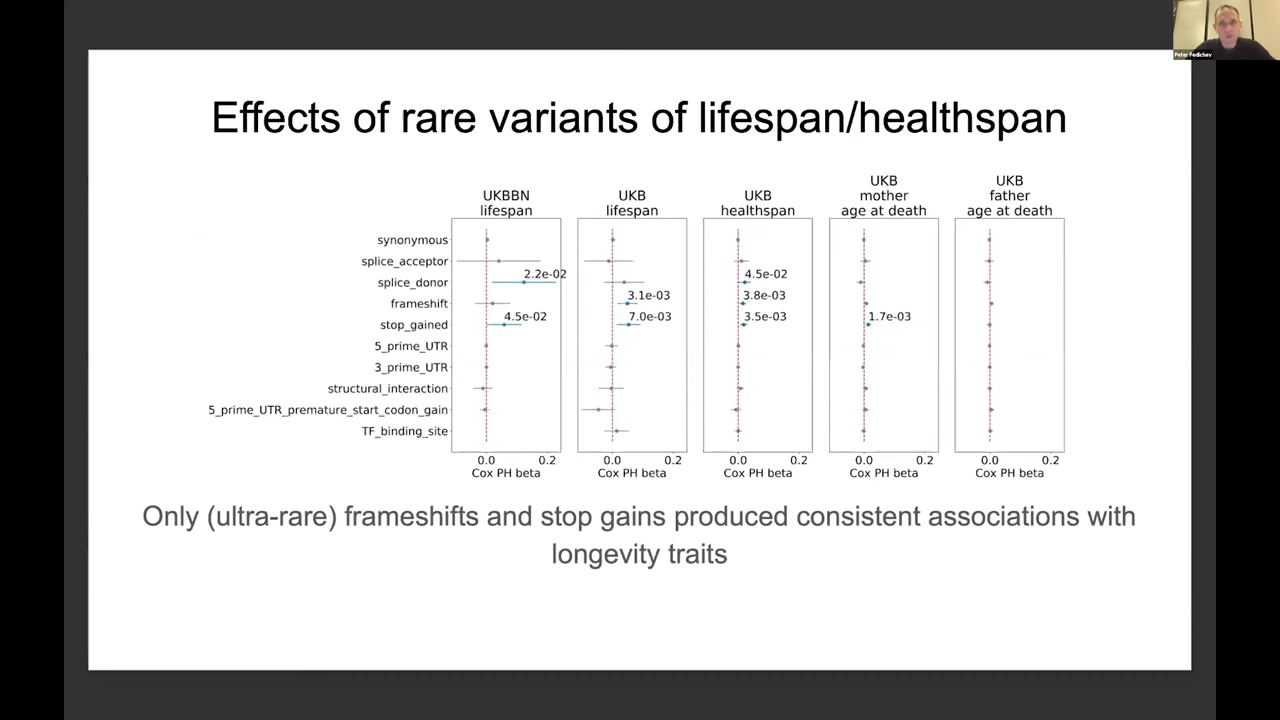 Peter Fedichev
Effects of rare variants of lifespan/healthspan
UKBBN
lifespan
UKB
lifespan
UKB
healthspan
UKB
mother
age at death
UKB
father
age at death
synonymous
splice_acceptor
splice_donor
frameshift
stop_gained
5_prime_UTR
3_prime_UTR
structural_interaction
5_prime_UTR_premature_start_codon_gain
TF_binding_site
2.2e-02
4.5e-02
3.1e-03
7.0e-03
4.5e-02
3.8e-03
3.5e-03
1.7e-03
0.0 0.2
Cox PH beta
0.0 0.2
Cox PH beta
0.0 0.2
Cox PH beta
0.0 0.2
Cox PH beta
0.0 0.2
Cox PH beta
Only (ultra-rare) frameshifts and stop gains produced consistent associations with
longevity traits